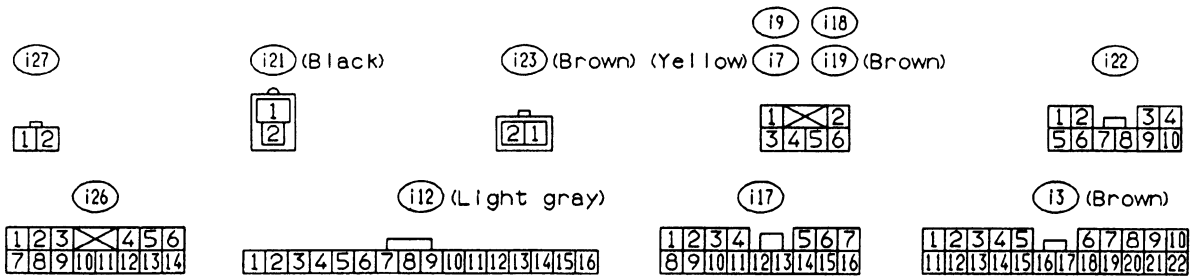 i9 i18
i27 i21 (Black) i23 (Brown) (Yellow) i7 i19 (Brown) i22
1 1 2 1 2 3 4
1 2 2 2 1 3 4 5 6 5 6 7 8 9 10
i26 i12 (Light gray) i17 i3 (Brown)
1 2 3 4 5 6 1 2 3 4 5 6 7 1 2 3 4 5 6 7 8 9 10
7 8 9 10 11 12 13 14 1 2 3 4 5 6 7 8 9 10 11 12 13 14 15 16 8 9 10 11 12 13 14 15 16 11 12 13 14 15 16 17 18 19 20 21 22